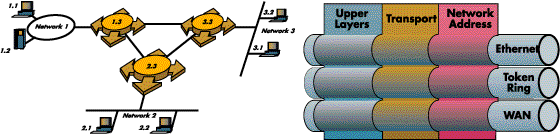 1.1
1.2
Network 1
1.3
3.3
2.3
3.2
Network 3
3.1
Network 2
2.1
2.2
Upper Layers
Transport
Network Address
Ethernet
Token Ring
WAN